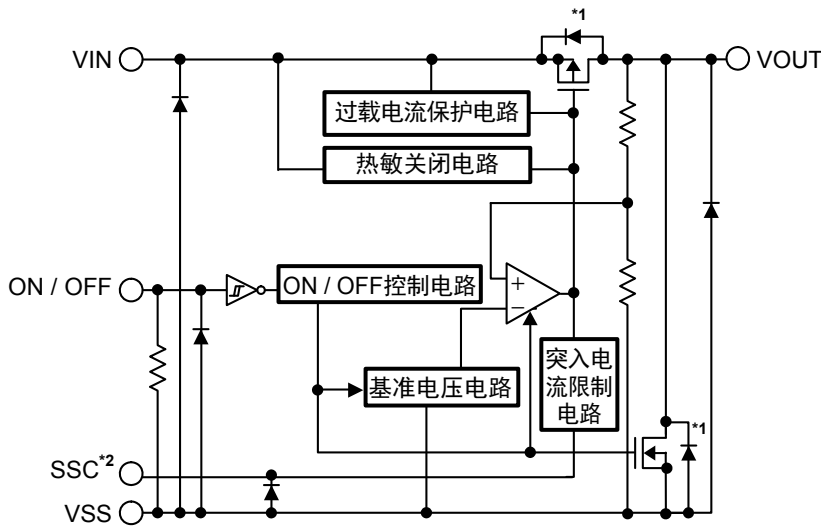 *1
VIN
VOUT
过载电流保护电路
热敏关闭电路
ON / OFF
ON / OFF控制电路
+
−
基准电压电路
突入电
流限制
电路
*1
SSC*2
VSS